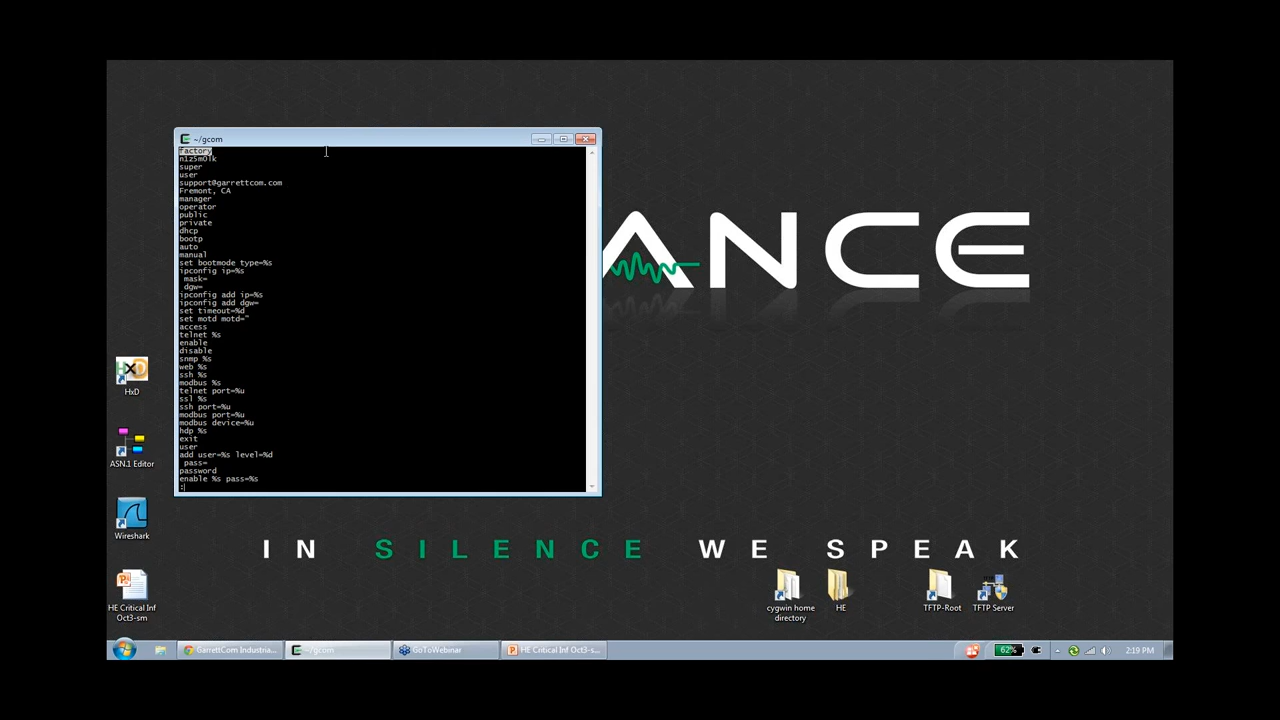 ~/gcom
factory
n1z5m0Tk
super
user
support@garrettcom.com
Fremont, CA
manager
operator
public
private
dhcp
bootp
auto
manual
set bootmode type=%s
ipconfig ip=%s
mask=
dgw=
ipconfig add ip=%s
ipconfig add dgw=
set timeout=%d
set motd motd="
access
telnet %s
enable
disable
snmp %s
web %s
ssh %s
modbus %s
telnet port=%u
ssl %s
ssh port=%u
modbus port=%u
modbus device=%u
hdp %s
exit
user
add user=%s level=%d
pass=
password
enable %s pass=%s
:
ANCE
HxD
ASN.1 Editor
Wireshark
IN SILENCE WE SPEAK
HE Critical Inf
Oct3-sm
cygwin home
directory
HE
TFTP-Root
TFTP Server
GarrettCom Industria...
~/gcom
GoToWebinar
HE Critical Inf Oct3-s...
62%
2:19 PM